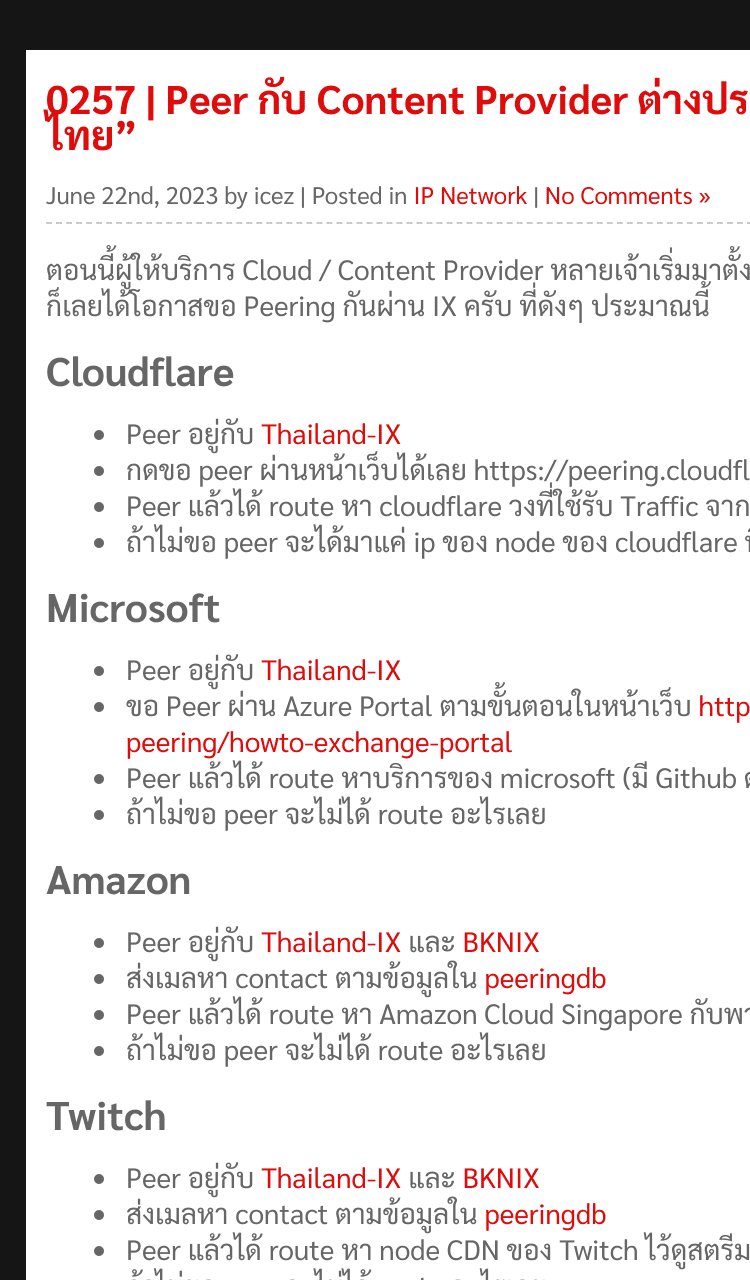 0257 | Peer กับ Content Provider ต่างปร
ไทย”
June 22nd, 2023 by icez | Posted in IP Network | No Comments »
ตอนนี้ผู้ให้บริการ Cloud / Content Provider หลายเจ้าเริ่มมาตั้ง
ก็เลยได้โอกาสขอ Peering กันผ่าน IX ครับ ที่ดังๆ ประมาณนี้
Cloudflare
• Peer อยู่กับ Thailand-IX
• กดขอ peer ผ่านหน้าเว็บได้เลย https://peering.cloudfl
• Peer แล้วได้ route หา cloudflare วงที่ใช้รับ Traffic จาก
• ถ้าไม่ขอ peer จะได้มาแค่ ip ของ node ของ cloudflare
Microsoft
• Peer อยู่กับ Thailand-IX
• ขอ Peer ผ่าน Azure Portal ตามขั้นตอนในหน้าเว็บ http
peering/howto-exchange-portal
• Peer แล้วได้ route หาบริการของ microsoft (มี Github
• ถ้าไม่ขอ peer จะไม่ได้ route อะไรเลย
Amazon
• Peer อยู่กับ Thailand-IX และ BKNIX
• ส่งเมลหา contact ตามข้อมูลใน peeringdb
• Peer แล้วได้ route หา Amazon Cloud Singapore กับพา
• ถ้าไม่ขอ peer จะไม่ได้ route อะไรเลย
Twitch
• Peer อยู่กับ Thailand-IX และ BKNIX
• ส่งเมลหา contact ตามข้อมูลใน peeringdb
• Peer แล้วได้ route หา node CDN ของ Twitch ไว้ดูสตรีม